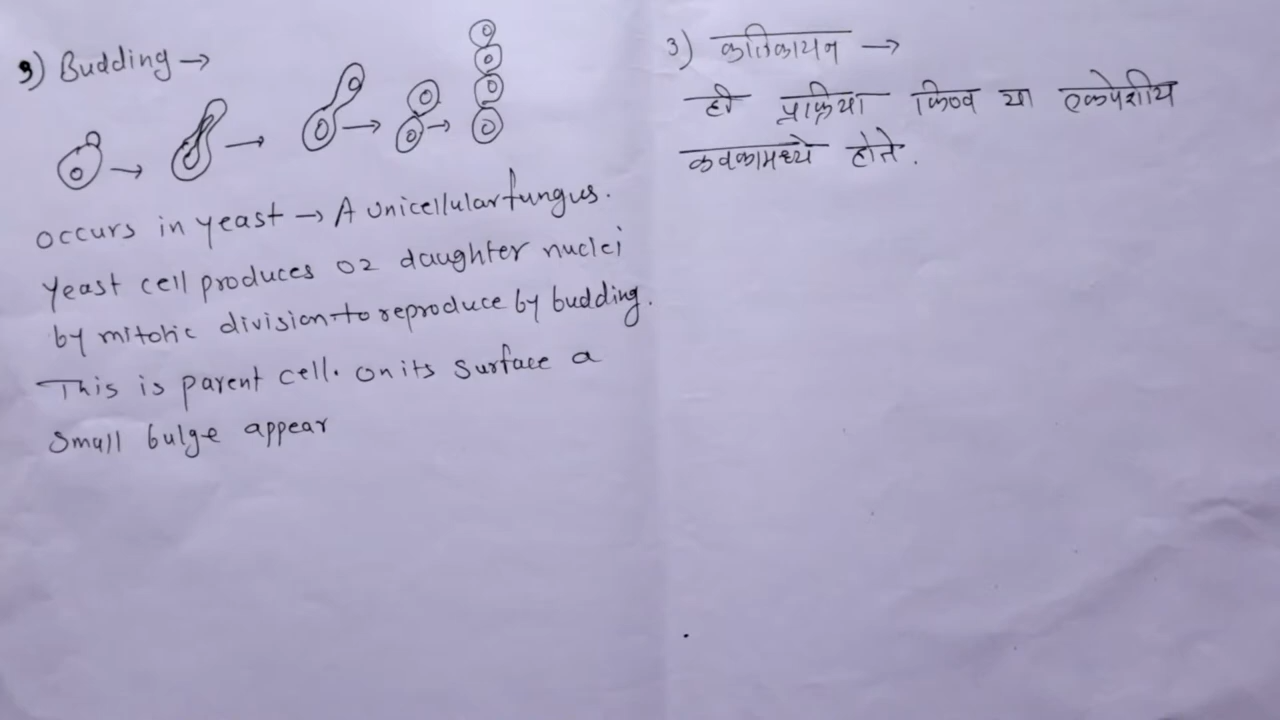 3) Budding →
occurs in yeast → A unicellular fungus.
Yeast cell produces 02 daughter nuclei
by mitotic division to reproduce by budding.
This is parent cell. on its surface a
small bulge appear
3) कलिकायन →
ही प्रक्रिया किण्व या एकपेशीय
कवकामध्ये होते.